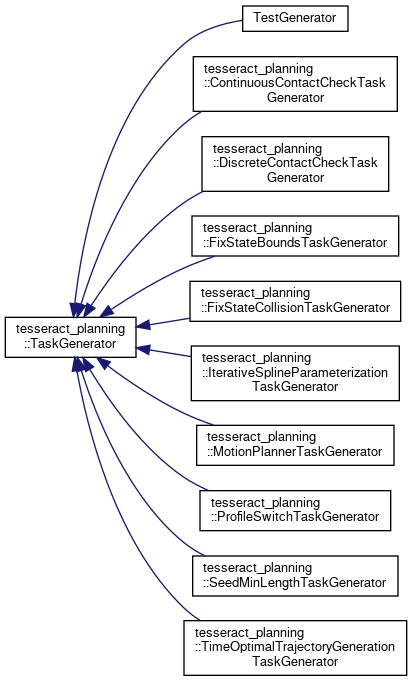 TestGenerator
tesseract_planning
::ContinuousContactCheckTask
Generator
tesseract_planning
::DiscreteContactCheckTask
Generator
tesseract_planning
::FixStateBoundsTaskGenerator
tesseract_planning
::FixStateCollisionTaskGenerator
tesseract_planning
::TaskGenerator
tesseract_planning
::IterativeSplineParameterization
TaskGenerator
tesseract_planning
::MotionPlannerTaskGenerator
tesseract_planning
::ProfileSwitchTaskGenerator
tesseract_planning
::SeedMinLengthTaskGenerator
tesseract_planning
::TimeOptimalTrajectoryGeneration
TaskGenerator